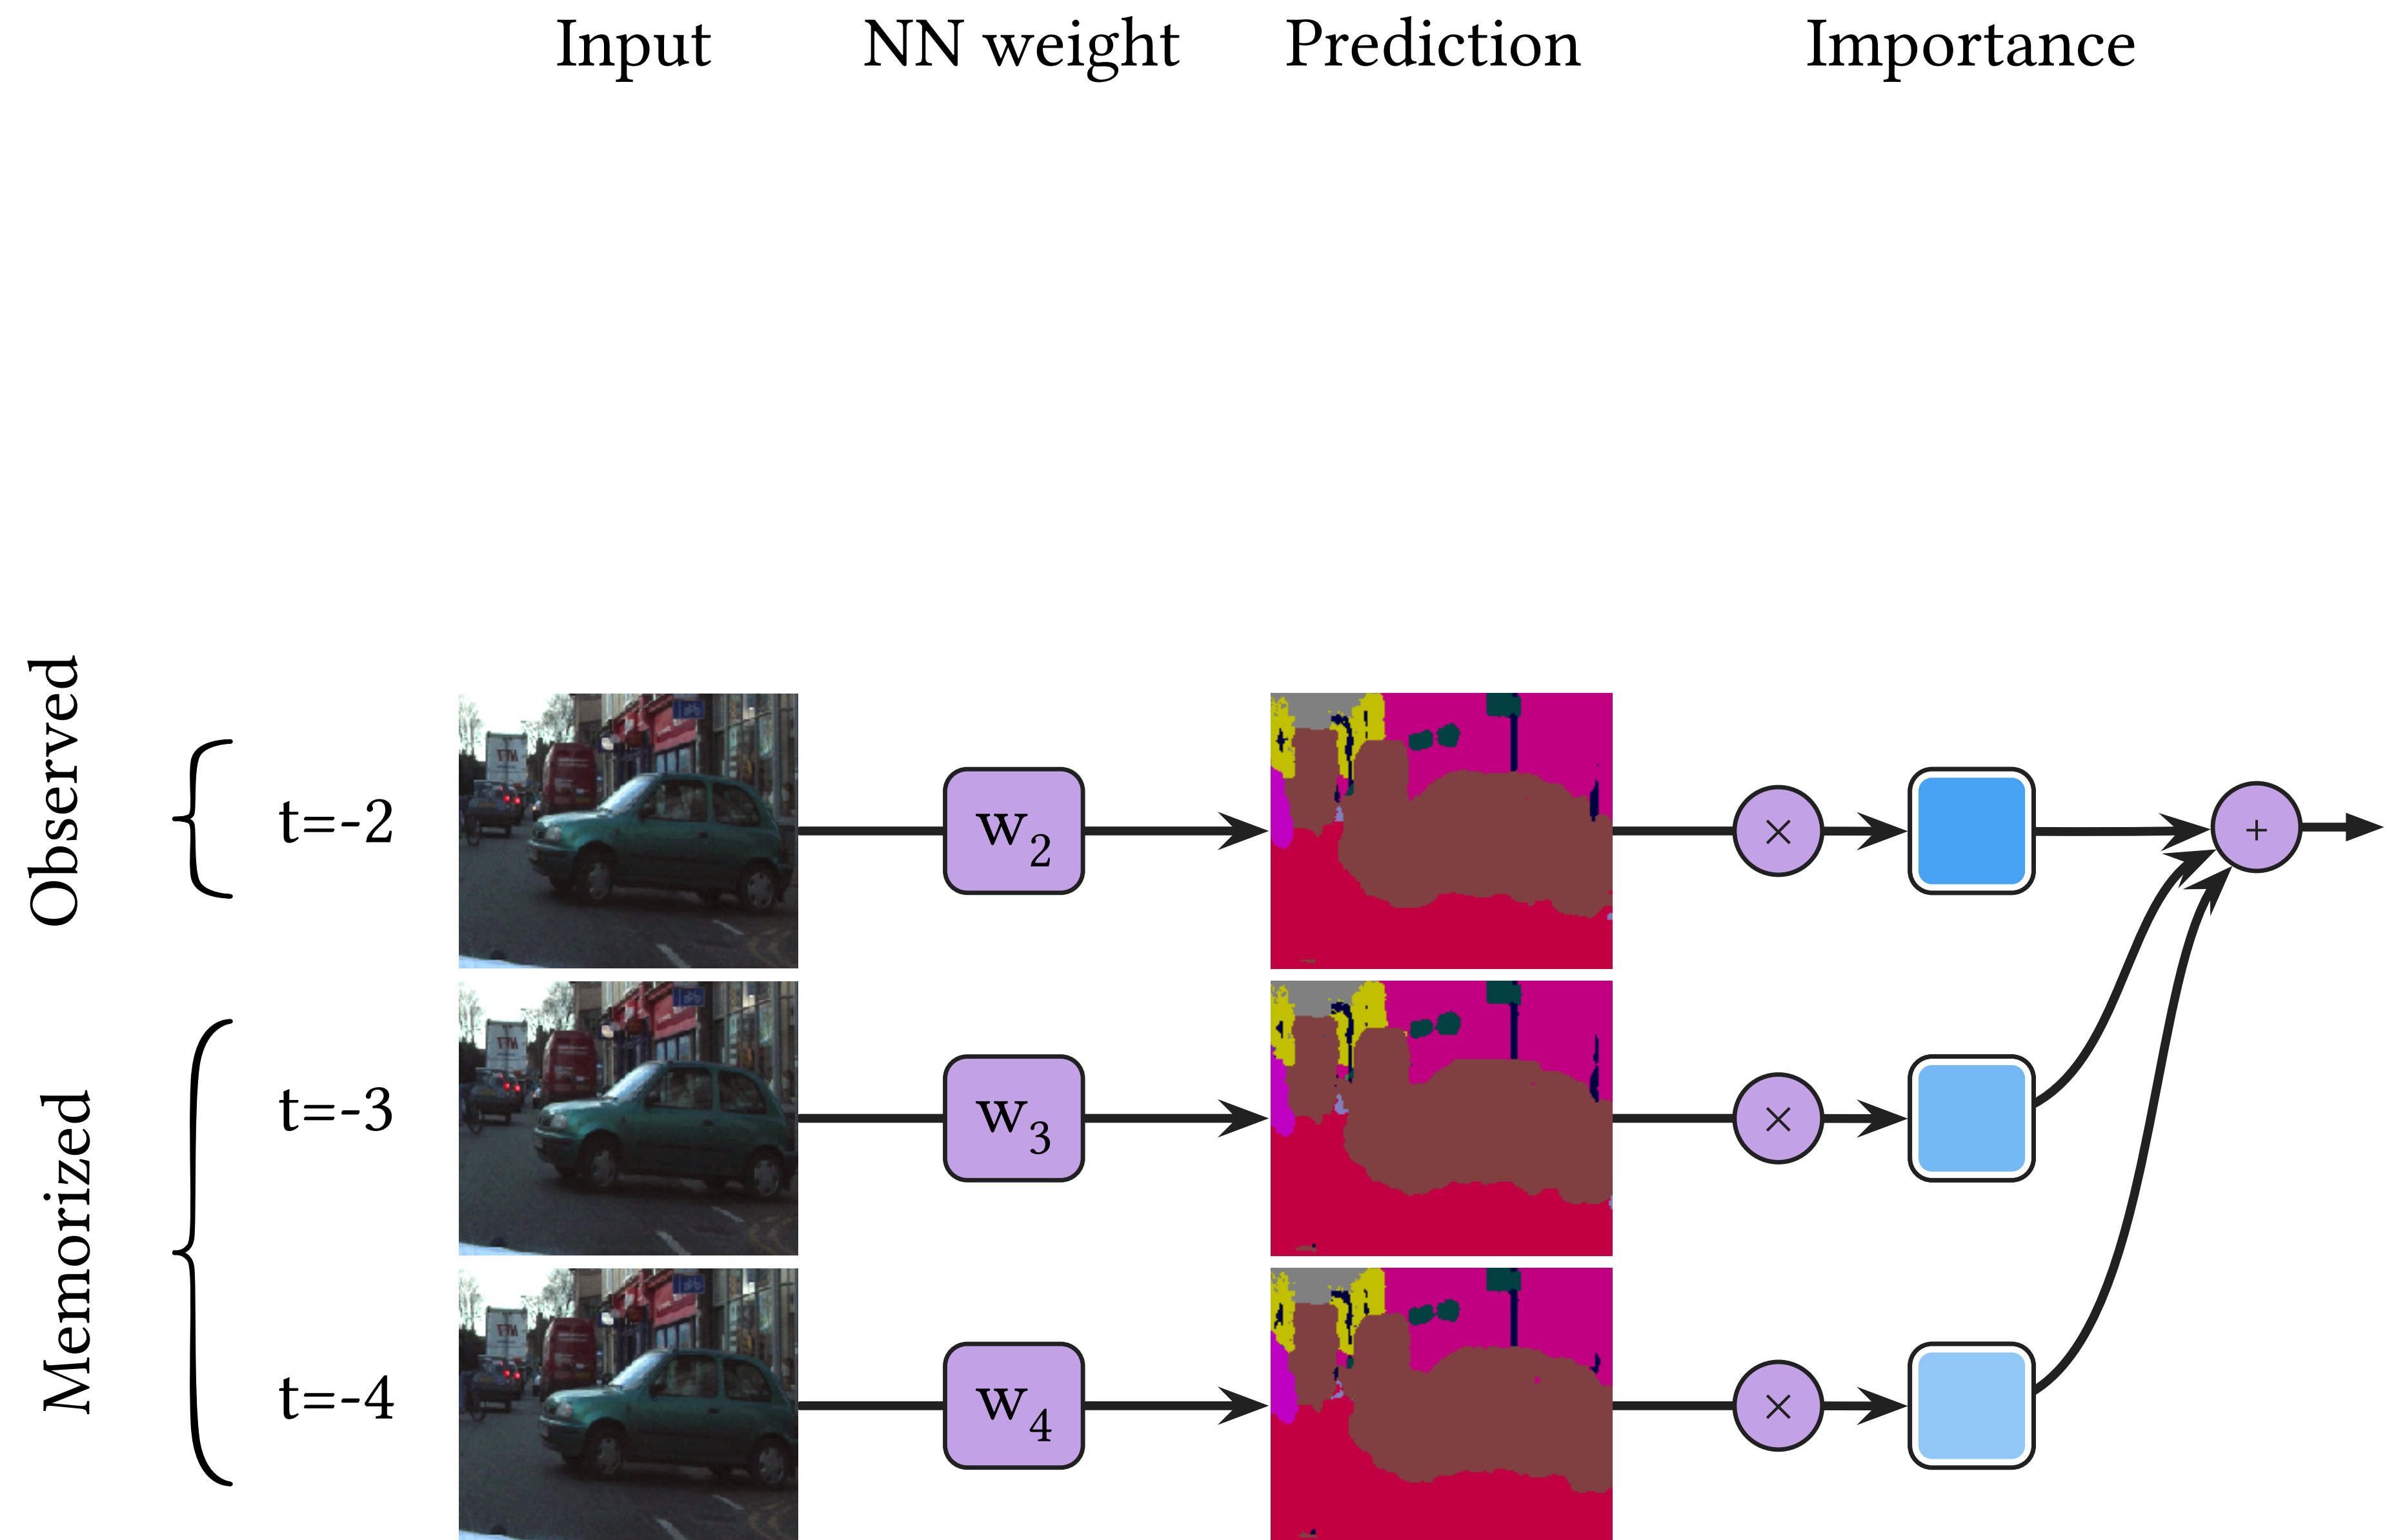 Input NN weight Prediction Importance
Observed
t=-2
w2
×
+
Memorized
t=-3
w3
×
t=-4
w4
×